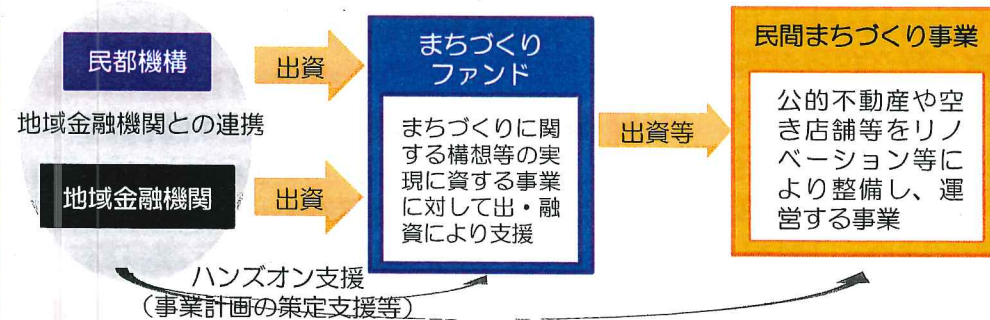 民都機構
地域金融機関との連携
地域金融機関
出資
出資
まちづくり
ファンド
まちづくりに関
する構想等の実
現に資する事業
に対して出・融
資により支援
出資等
民間まちづくり事業
公的不動産や空
き店舗等をリノ
ベーション等に
より整備し、運
営する事業
ハンズオン支援
（事業計画の策定支援等）